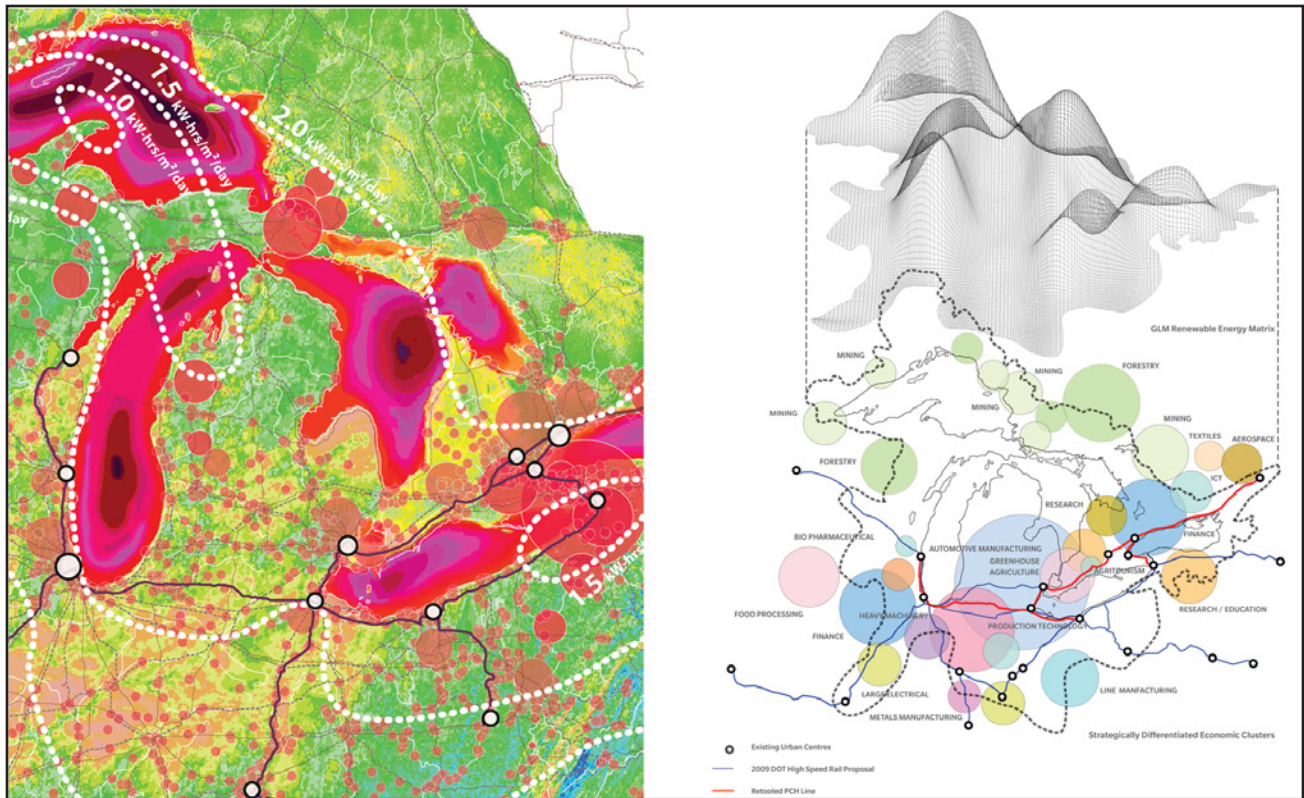 1.0 kW-hrs/m²/day
1.5 kW-hrs/m²/day
2.0 kW-hrs/m²/day
day
1.5 kW-hrs
GLM Renewable Energy Matrix
MINING
MINING
FORESTRY
MINING
MINING
MINING
TEXTILES
AEROSPACE
FORESTRY
ICT
RESEARCH
FINANCE
BIO PHARMACEUTICAL
AUTOMOTIVE MANUFACTURING
GREENHOUSE
AGRICULTURE
AGRITOURISM
FOOD PROCESSING
HEAVY MACHINERY
RESEARCH / EDUCATION
FINANCE
PRODUCTION TECHNOLOGY
LARGE ELECTRICAL
LINE MANFACTURING
METALS MANUFACTURING
Strategically Differentiated Economic Clusters
Existing Urban Centres
2009 DOT High Speed Rail Proposal
Retooled PCH Line